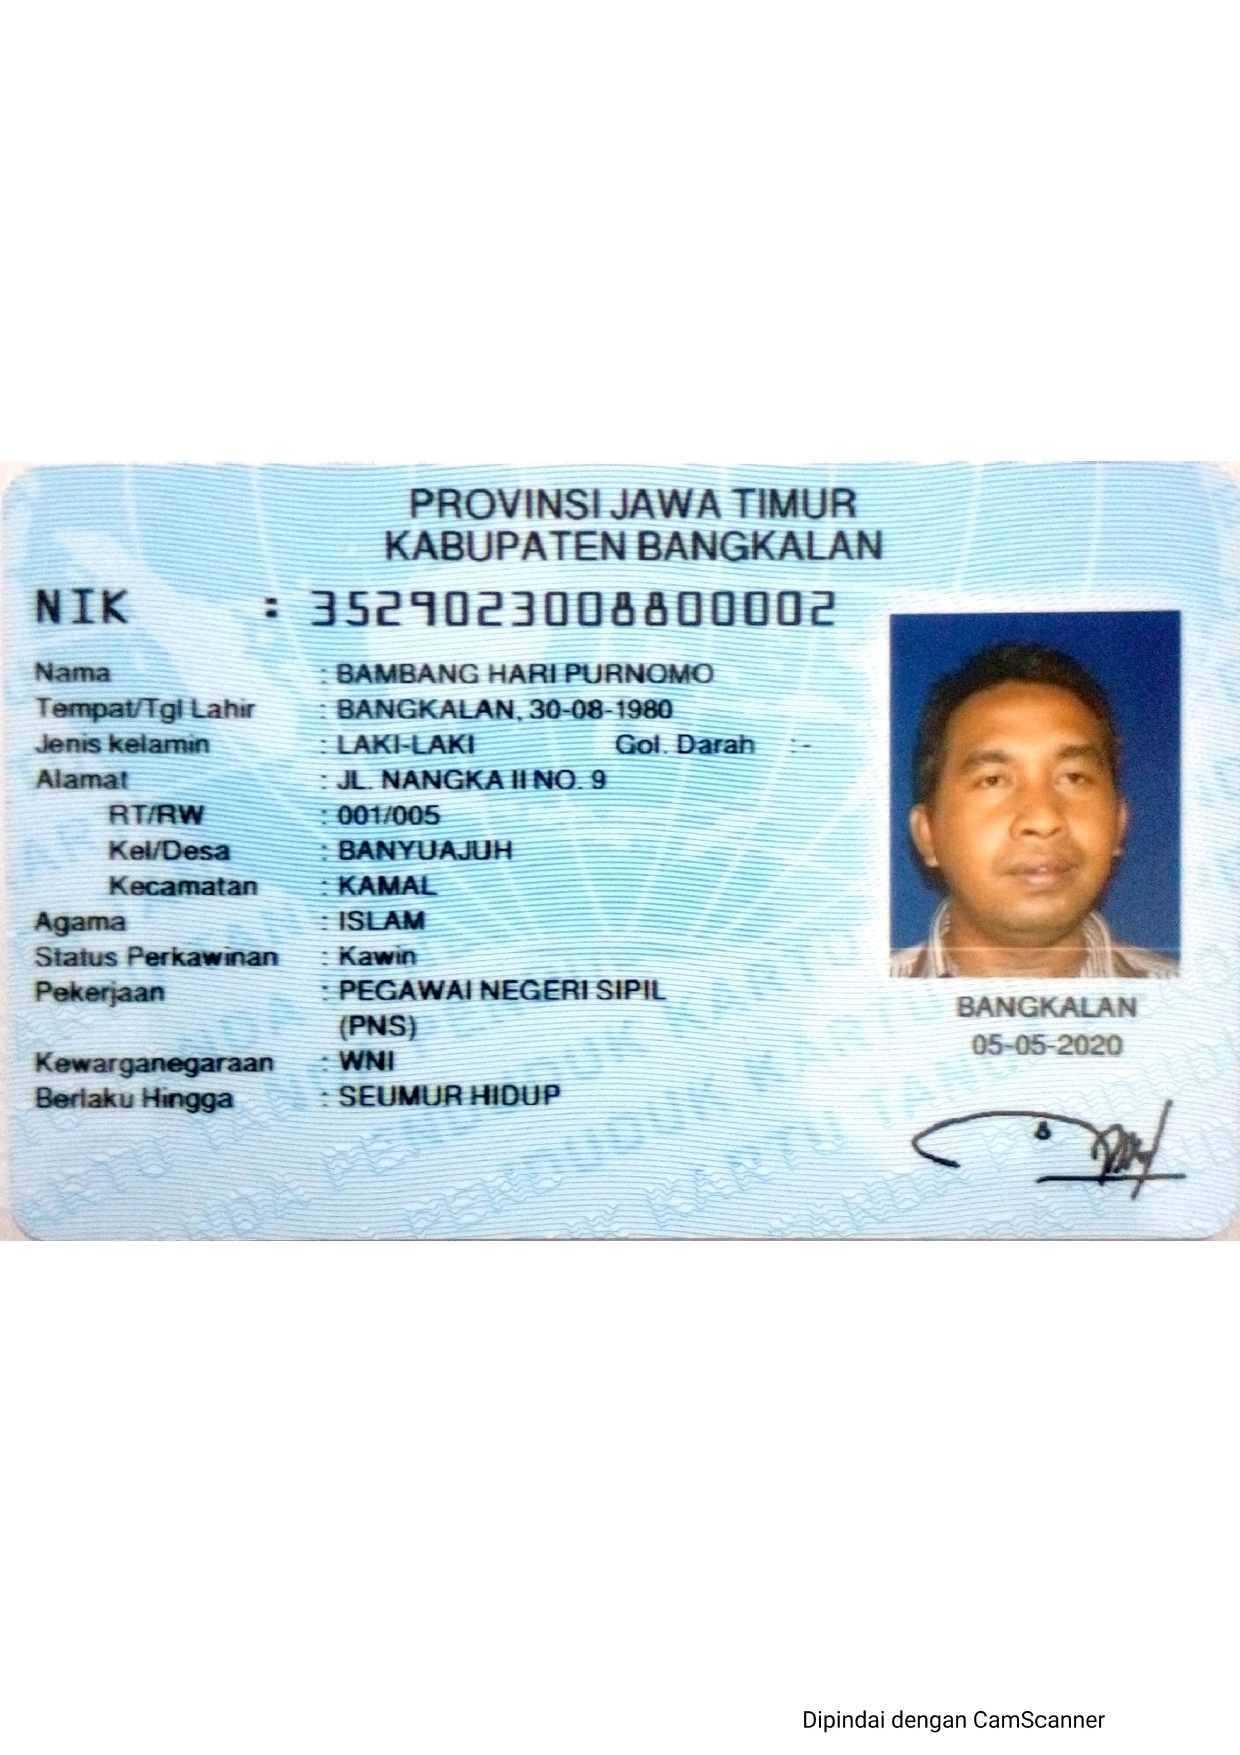 PROVINSI JAWA TIMUR
KABUPATEN BANGKALAN
NIK : 3529023008800002
Nama : BAMBANG HARI PURNOMO
Tempat/Tgl Lahir : BANGKALAN, 30-08-1980
Jenis kelamin : LAKI-LAKI Gol. Darah : -
Alamat : JL. NANGKA II NO. 9
RT/RW : 001/005
Kel/Desa : BANYUAJUH
Kecamatan : KAMAL
Agama : ISLAM
Status Perkawinan : Kawin
Pekerjaan : PEGAWAI NEGERI SIPIL
(PNS)
Kewarganegaraan : WNI
Berlaku Hingga : SEUMUR HIDUP
BANGKALAN
05-05-2020
Dipindai dengan CamScanner